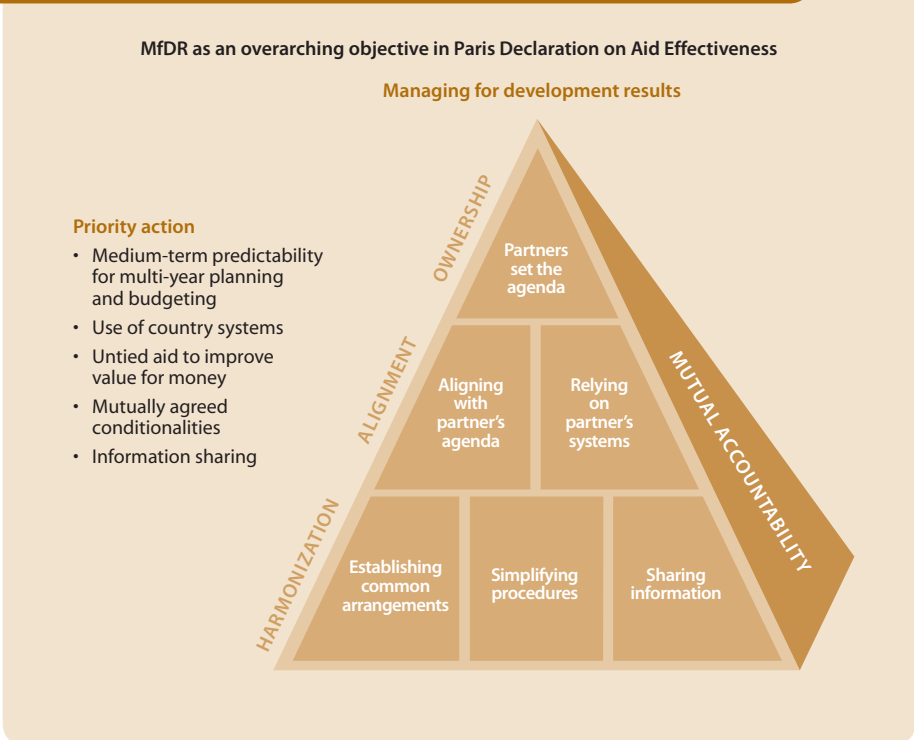 MfDR as an overarching objective in Paris Declaration on Aid Effectiveness
Managing for development results
Priority action
• Medium-term predictability
for multi-year planning
and budgeting
• Use of country systems
• Untied aid to improve
value for money
• Mutually agreed
conditionalities
• Information sharing
OWNERSHIP
Partners
set the
agenda
ALIGNMENT
Aligning
with
partner's
agenda
Relying
on
partner's
systems
HARMONIZATION
Establishing
common
arrangements
Simplifying
procedures
Sharing
information
MUTUAL ACCOUNTABILITY